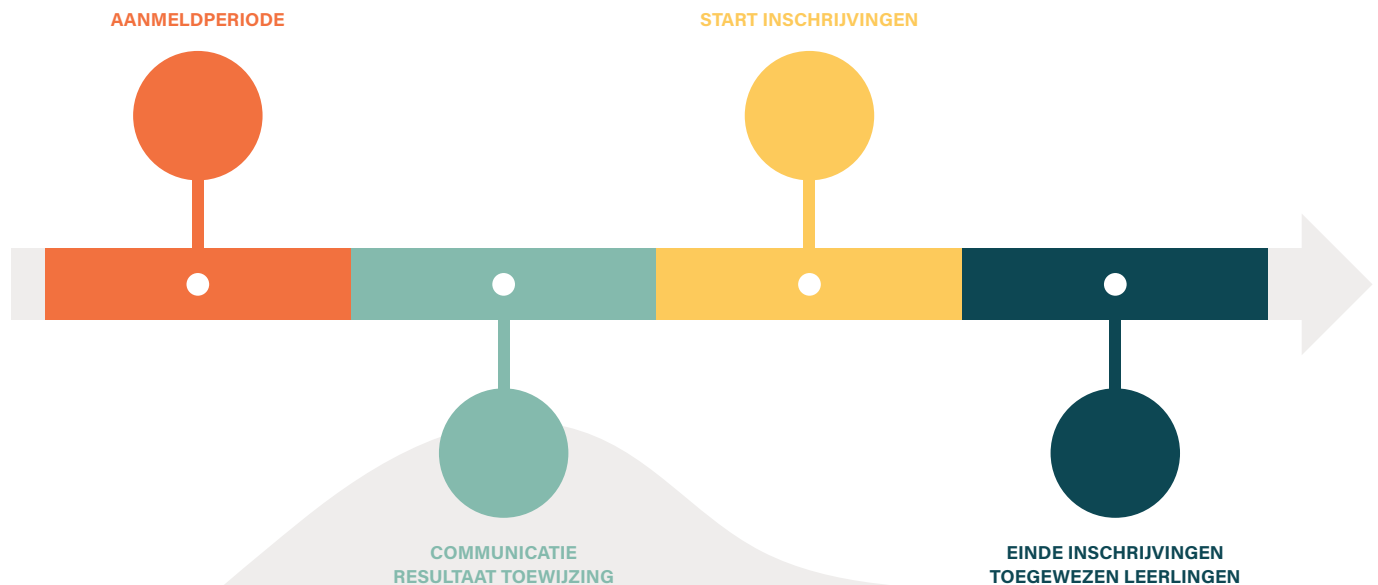 AANMELDPERIODE
START INSCHRIJVINGEN
COMMUNICATIE
RESULTAAT TOEWIJZING
EINDE INSCHRIJVINGEN
TOEGEWEZEN LEERLINGEN